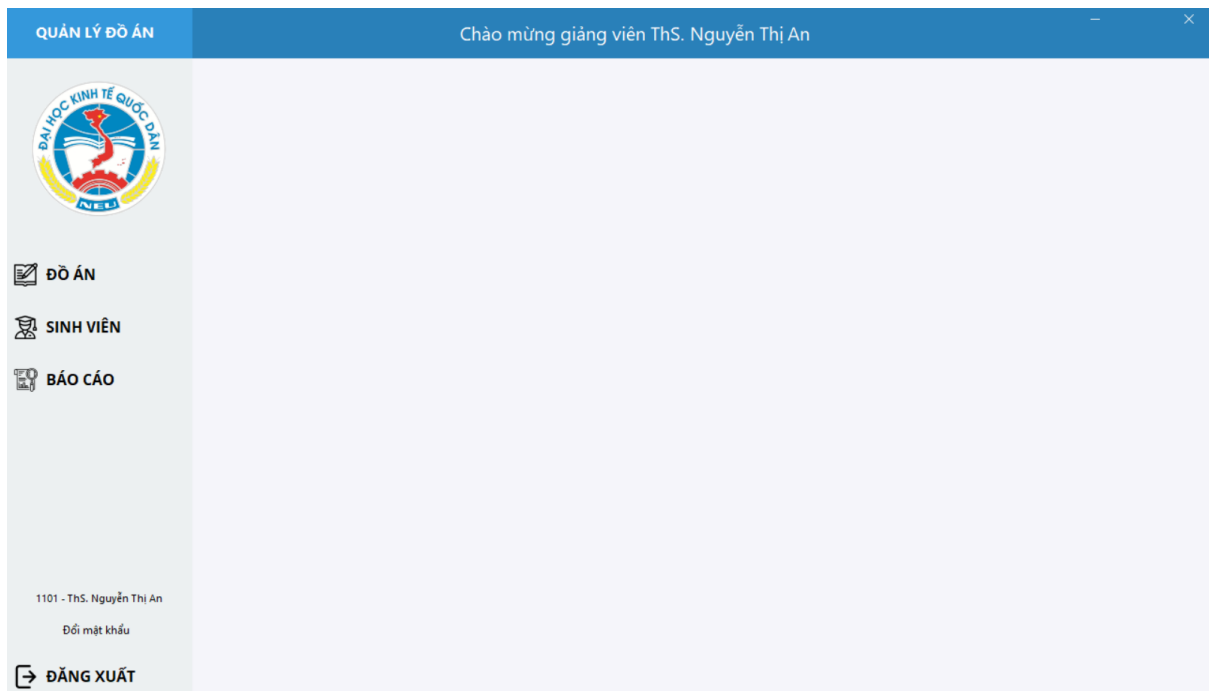 QUẢN LÝ ĐỒ ÁN
Chào mừng giảng viên ThS. Nguyễn Thị An
ĐẠI HỌC KINH TẾ QUỐC DÂN
NEU
ĐỒ ÁN
SINH VIÊN
BÁO CÁO
1101 - ThS. Nguyễn Thị An
Đổi mật khẩu
ĐĂNG XUẤT